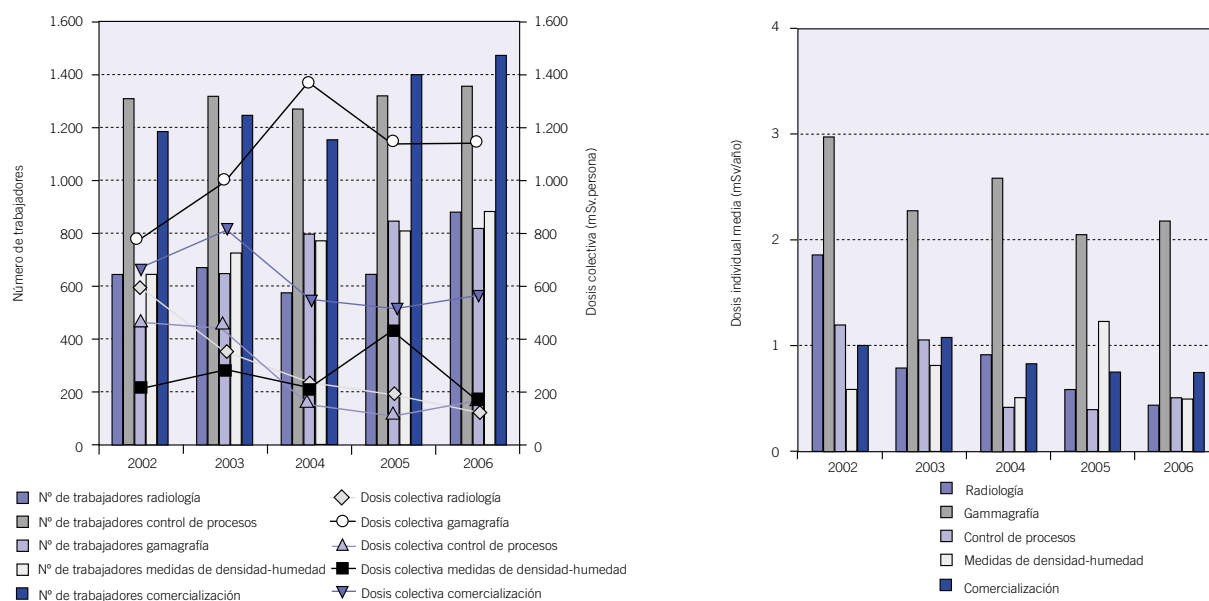 1.600
1.400
1.200
1.000
800
600
400
200
0
Número de trabajadores
1.600
1.400
1.200
1.000
800
600
400
200
0
Dosis colectiva (mSv.persona)
2002 2003 2004 2005 2006
Nº de trabajadores radiología
Nº de trabajadores control de procesos
Nº de trabajadores gamagrafía
Nº de trabajadores medidas de densidad-humedad
Nº de trabajadores comercialización
Dosis colectiva radiología
Dosis colectiva gamagrafía
Dosis colectiva control de procesos
Dosis colectiva medidas de densidad-humedad
Dosis colectiva comercialización
4
3
2
1
0
Dosis individual media (mSv/año)
2002 2003 2004 2005 2006
Radiología
Gammagrafía
Control de procesos
Medidas de densidad-humedad
Comercialización